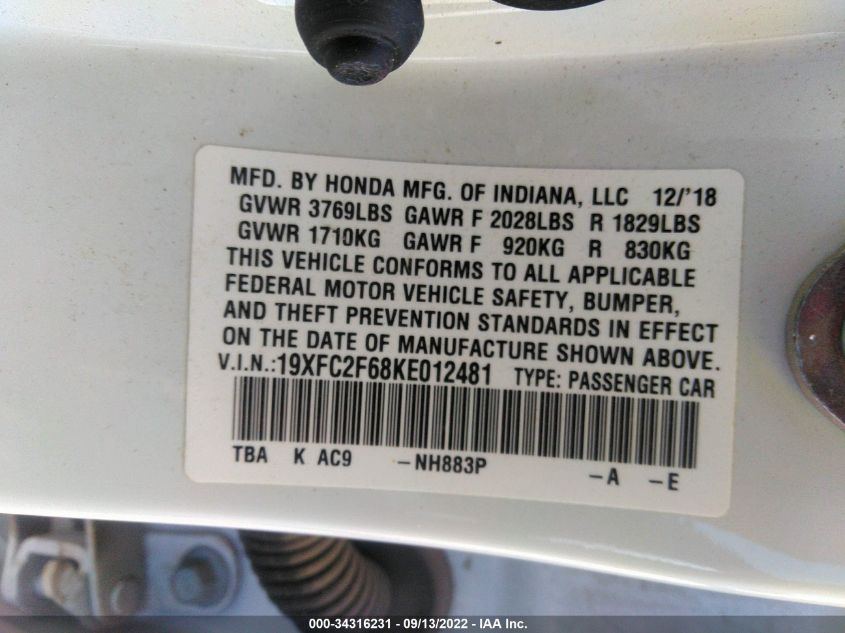 MFD. BY HONDA MFG. OF INDIANA, LLC 12/'18
GVWR 3769LBS GAWR F 2028LBS R 1829LBS
GVWR 1710KG GAWR F 920KG R 830KG
THIS VEHICLE CONFORMS TO ALL APPLICABLE
FEDERAL MOTOR VEHICLE SAFETY, BUMPER,
AND THEFT PREVENTION STANDARDS IN EFFECT
ON THE DATE OF MANUFACTURE SHOWN ABOVE.
V.I.N.:19XFC2F68KE012481 TYPE: PASSENGER CAR
TBA K AC9 -NH883P -A -E
000-34316231 - 09/13/2022 - IAA Inc.